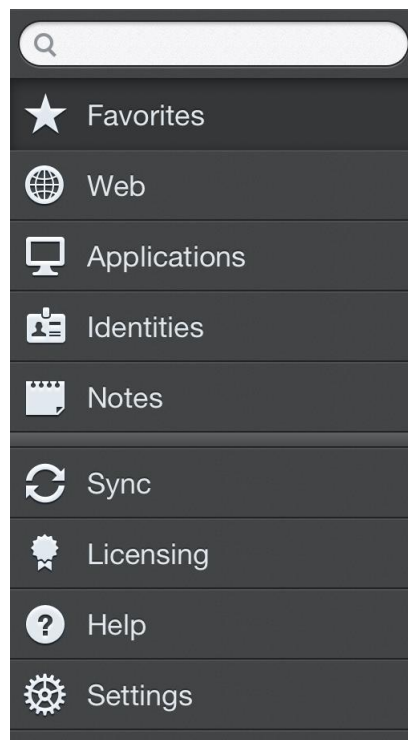 Favorites
Web
Applications
Identities
Notes
Sync
Licensing
Help
Settings